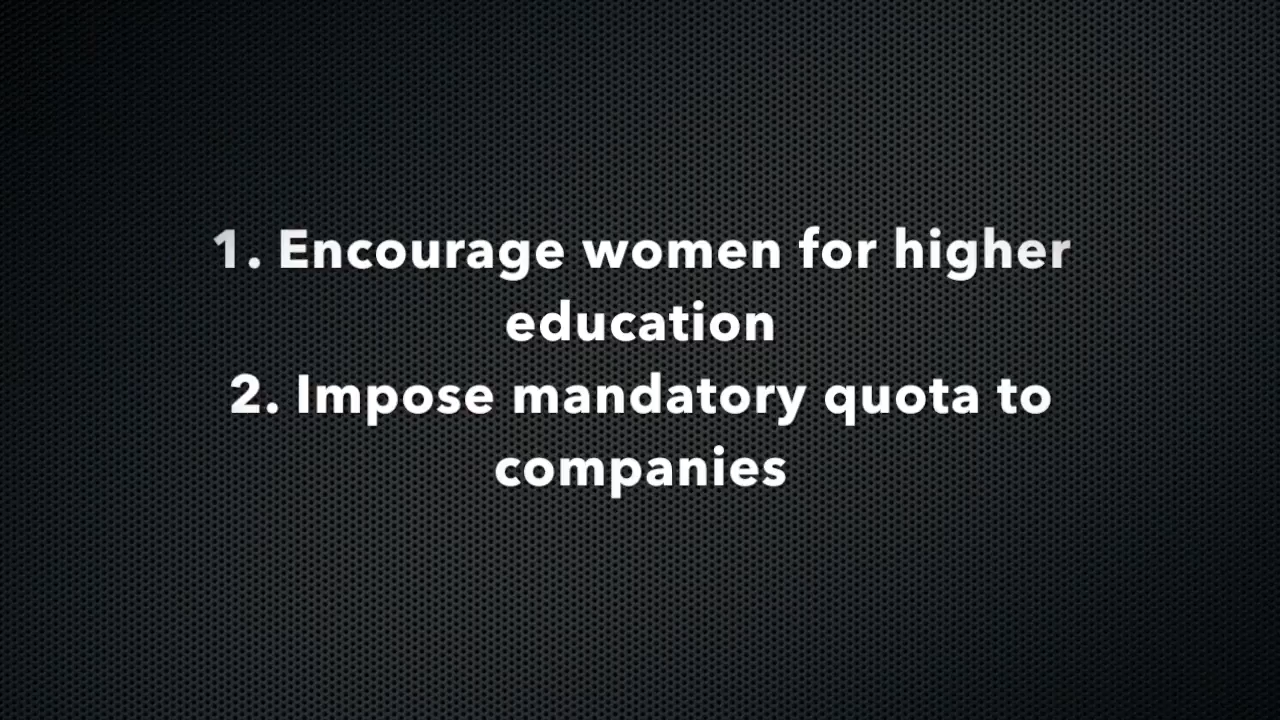 1. Encourage women for higher
education
2. Impose mandatory quota to
companies